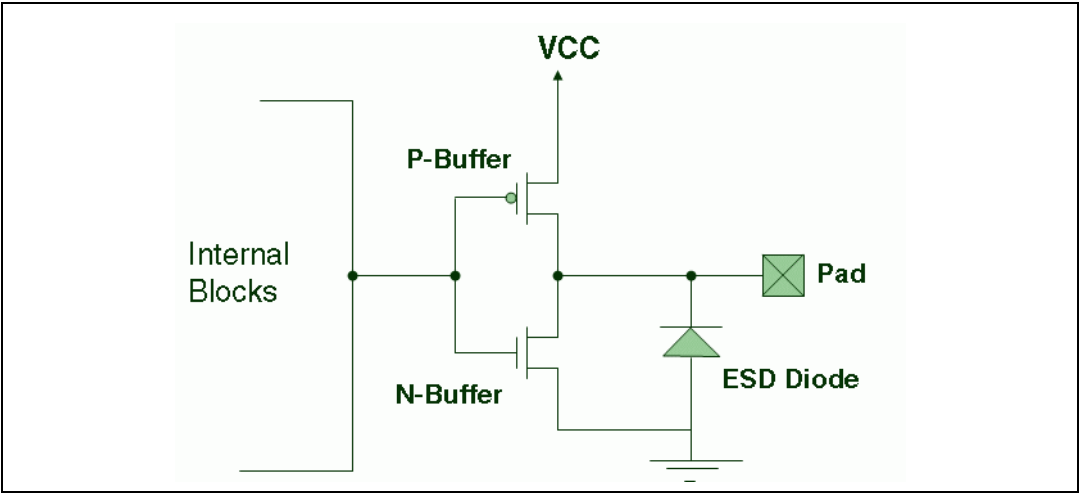 VCC
P-Buffer
Internal
Blocks
Pad
ESD Diode
N-Buffer